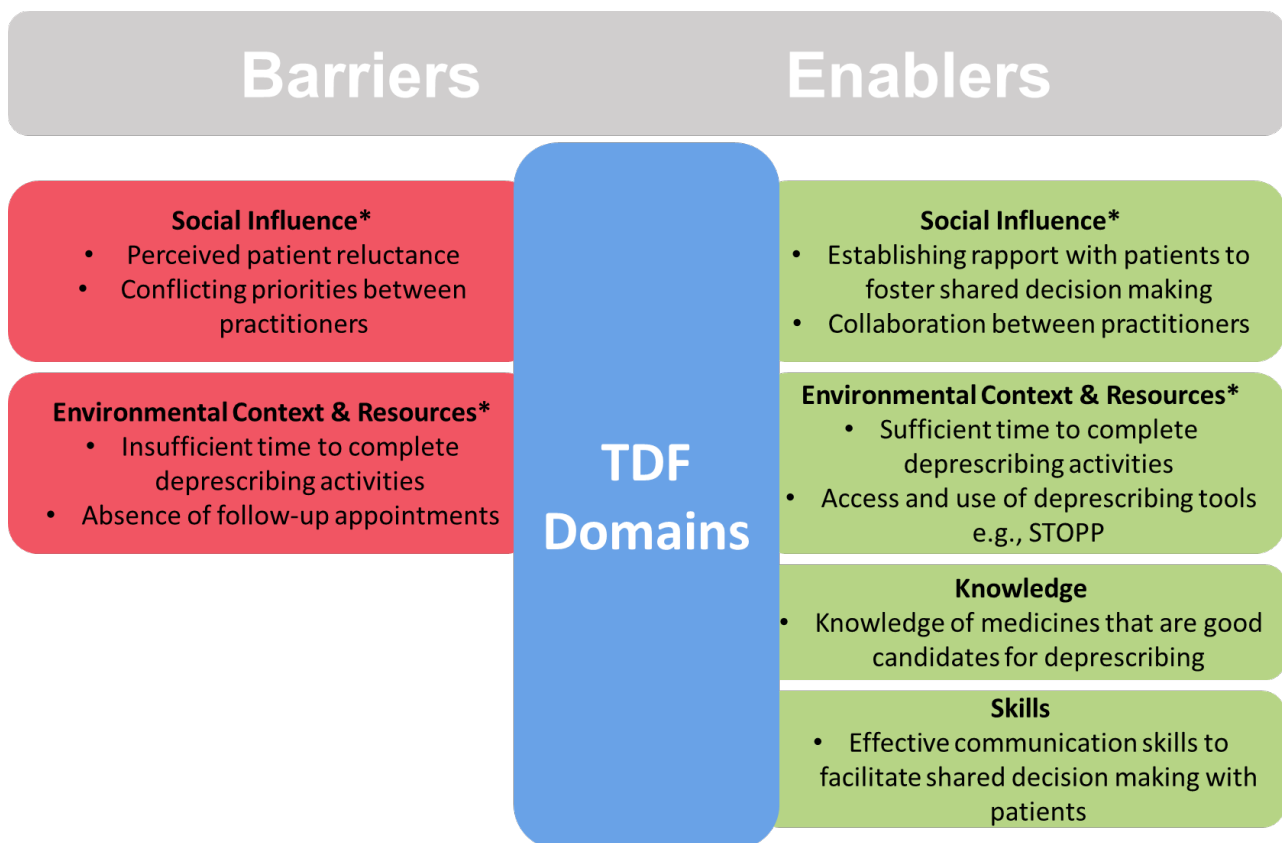 Barriers
Enablers
Social Influence*
• Perceived patient reluctance
• Conflicting priorities between
practitioners
Environmental Context & Resources*
• Insufficient time to complete
deprescribing activities
• Absence of follow-up appointments
TDF
Domains
Social Influence*
• Establishing rapport with patients to
foster shared decision making
• Collaboration between practitioners
Environmental Context & Resources*
• Sufficient time to complete
deprescribing activities
• Access and use of deprescribing tools
e.g., STOPP
Knowledge
• Knowledge of medicines that are good
candidates for deprescribing
Skills
• Effective communication skills to
facilitate shared decision making with
patients